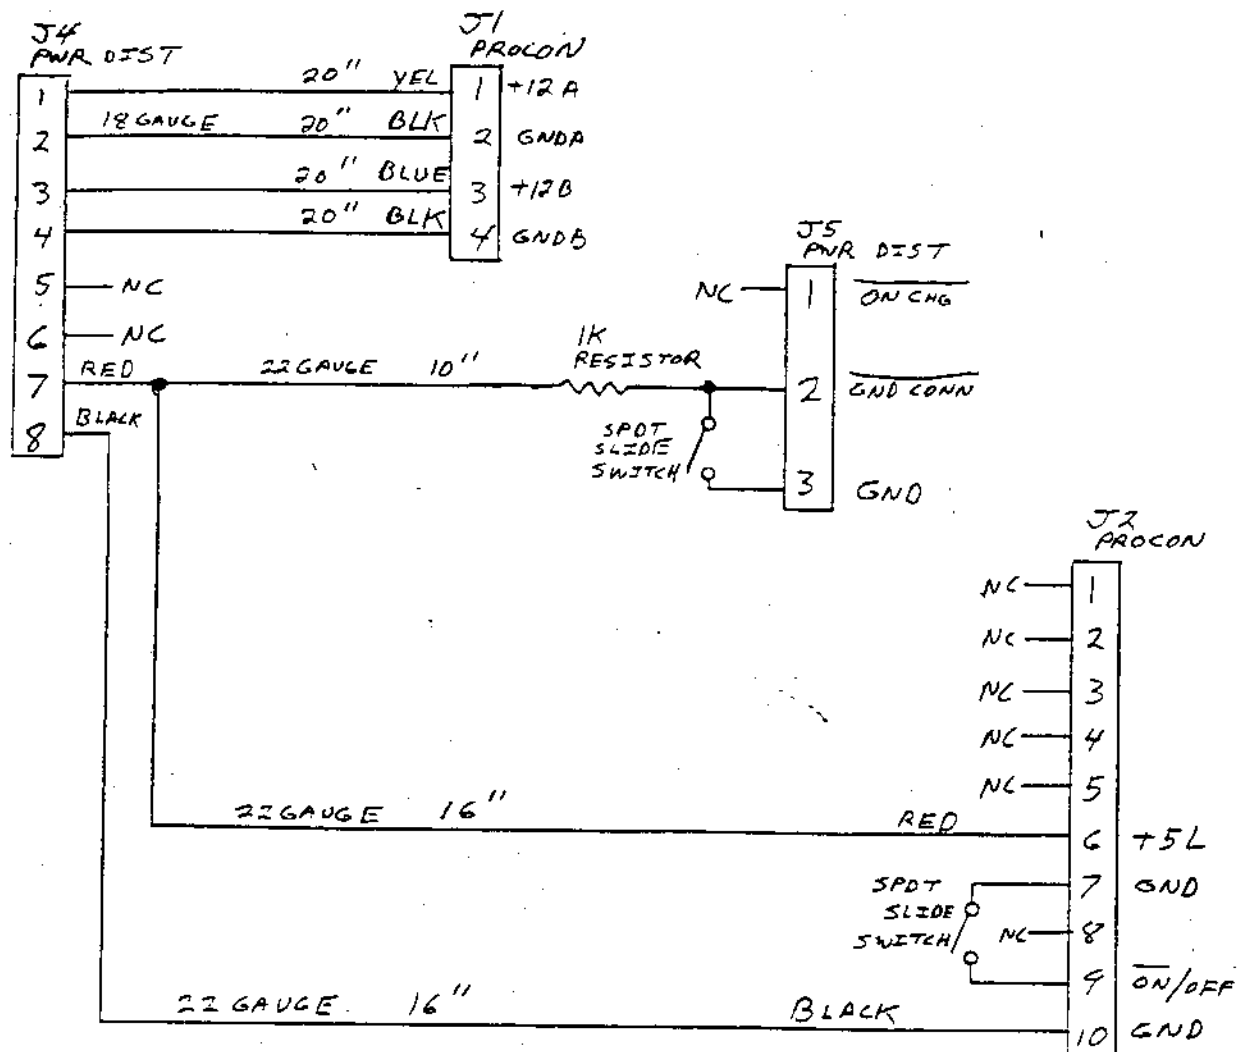 J4
PWR DIST
1
2
3
4
5
6
7
8
20" YEL
18 GAUGE 20" BLK
20" BLUE
20" BLK
NC
NC
RED
BLACK
J1
PROCON
1 +12A
2 GNDA
3 +12B
4 GNDB
22 GAUGE 10"
1K
RESISTOR
SPDT
SLIDE
SWITCH
J5
PWR DIST
NC 1 ON CHG
2 GND CONN
3 GND
J2
PROCON
NC 1
NC 2
NC 3
NC 4
NC 5
22 GAUGE 16" RED 6 +5L
7 GND
SPDT
SLIDE
SWITCH
NC 8
9 ON/OFF
22 GAUGE. 16" BLACK 10 GND